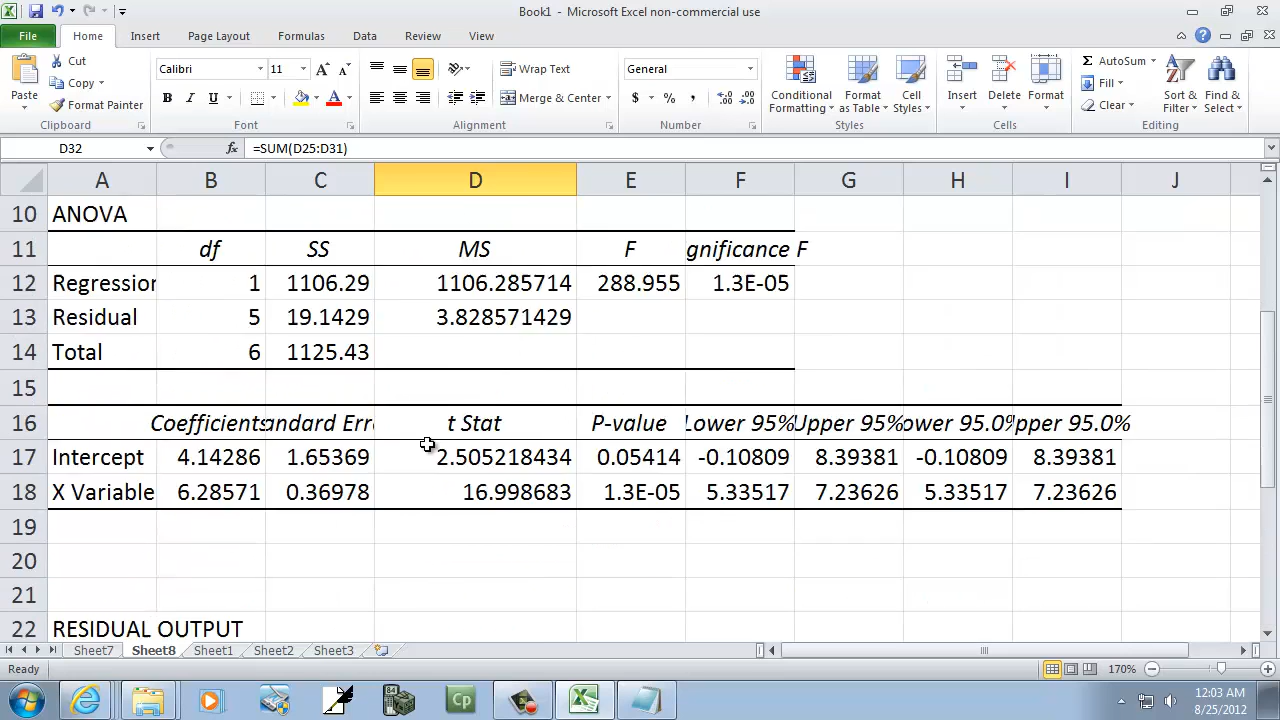 Book1 - Microsoft Excel non-commercial use
File Home Insert Page Layout Formulas Data Review View
Paste Cut Copy Format Painter Clipboard
Calibri 11 B I U A Font
Wrap Text Merge & Center Alignment
General $ % , Number
Conditional Formatting Format as Table Cell Styles Styles
Insert Delete Format Cells
AutoSum Fill Clear Sort & Filter Find & Select Editing
D32 fx =SUM(D25:D31)
A B C D E F G H I J
10 ANOVA
11 df SS MS F gnificance F
12 Regression 1 1106.29 1106.285714 288.955 1.3E-05
13 Residual 5 19.1429 3.828571429
14 Total 6 1125.43
15
16 Coefficients andard Err t Stat P-value Lower 95% Upper 95% ower 95.0% pper 95.0%
17 Intercept 4.14286 1.65369 2.505218434 0.05414 -0.10809 8.39381 -0.10809 8.39381
18 X Variable 6.28571 0.36978 16.998683 1.3E-05 5.33517 7.23626 5.33517 7.23626
19
20
21
22 RESIDUAL OUTPUT
Sheet7 Sheet8 Sheet1 Sheet2 Sheet3
Ready 170%
84 Cp
12:03 AM
8/25/2012